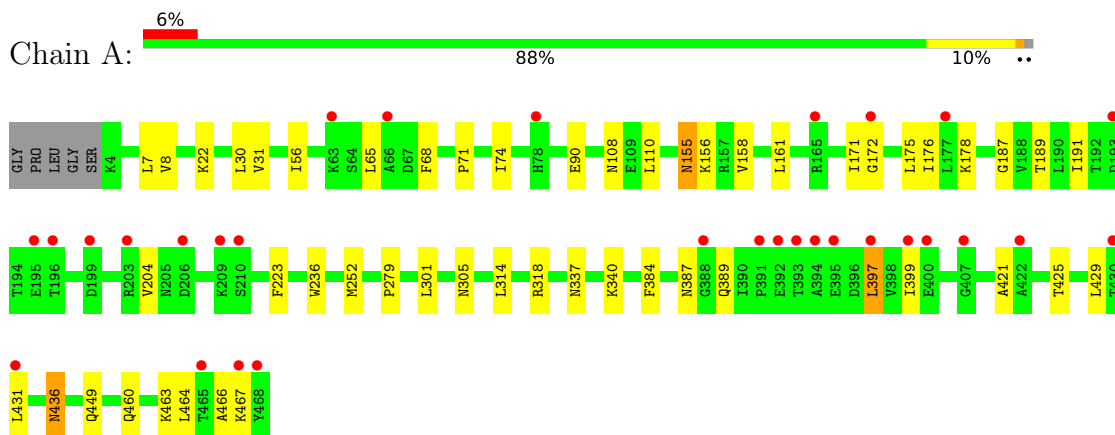 6%
Chain A:
88% 10% ••
GLY PRO LEU GLY SER K4 L7 V8 K22 L30 V31 I56 K63 S64 L65 A66 D67 F68 P71 I74 H78 E90 N108 E109 L110 N155 K156 R157 V158 L161 R165 I171 G172 L175 I176 L177 K178 G187 V188 T189 L190 I191 T192 D193
T194 E195 T196 D199 R203 V204 N205 D206 K209 S210 F223 W236 M252 P279 L301 N305 L314 R318 N337 K340 F384 N387 G388 Q389 I390 P391 E392 T393 A394 E395 D396 L397 V398 I399 E400 G407 A421 A422 T425 L429 T430
L431 N436 Q449 Q460 K463 L464 T465 A466 K467 Y468